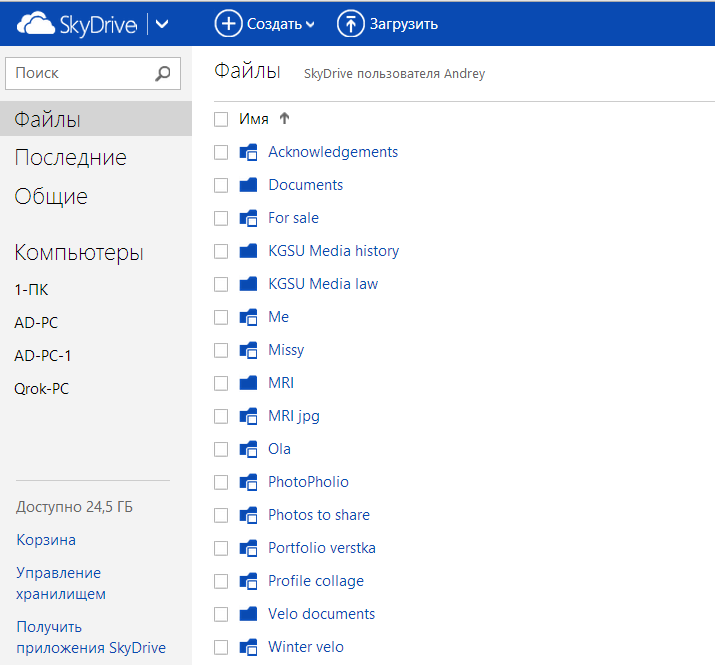 SkyDrive Создать Загрузить
Поиск
Файлы
Последние
Общие
Компьютеры
1-ПК
AD-PC
AD-PC-1
Qrok-PC
Доступно 24,5 ГБ
Корзина
Управление
хранилищем
Получить
приложения SkyDrive
Файлы SkyDrive пользователя Andrey
Имя
Acknowledgements
Documents
For sale
KGSU Media history
KGSU Media law
Me
Missy
MRI
MRI jpg
Ola
PhotoPholio
Photos to share
Portfolio verstka
Profile collage
Velo documents
Winter velo